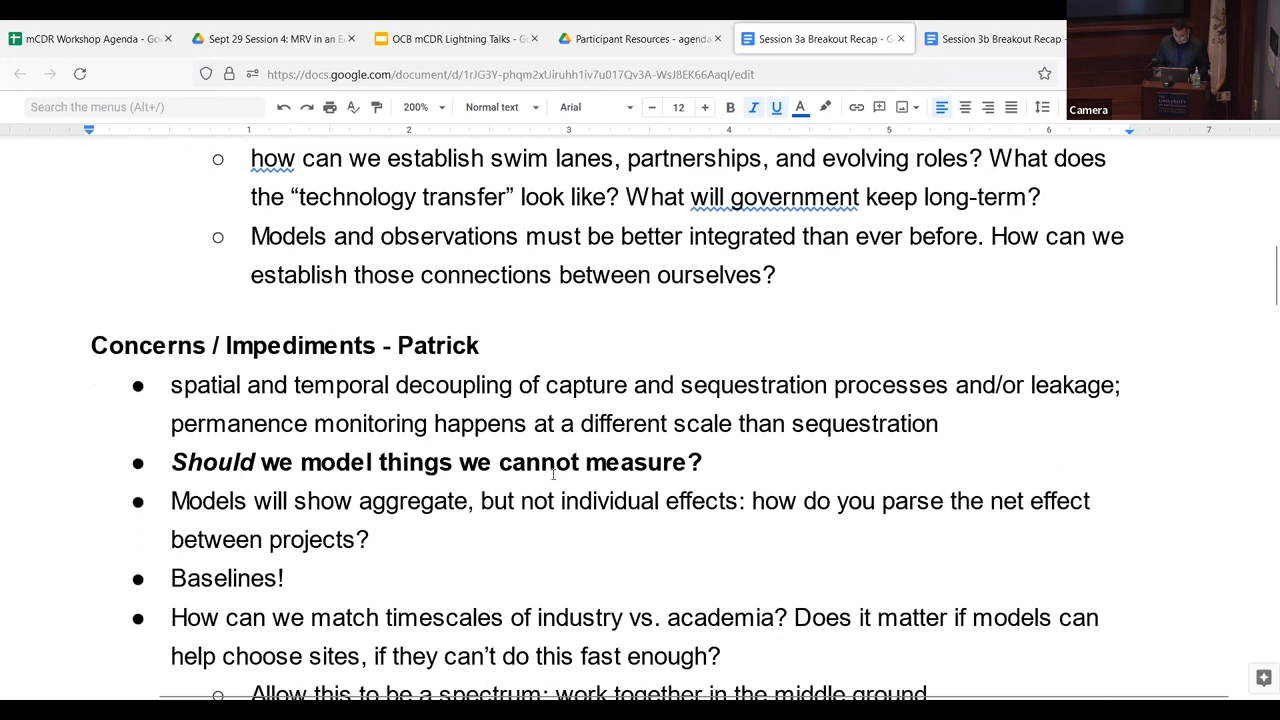 mCDR Workshop Agenda - Go
Sept 29 Session 4: MRV in an E
OCB mCDR Lightning Talks - G
Participant Resources - agenda
Session 3a Breakout Recap - G
Session 3b Breakout Recap -
https://docs.google.com/document/d/1rJG3Y-phqm2xUiruhh1iv7u017Qv3A-WsJ8EK66AaqI/edit
Search the menus (Alt+/)
200%
Normal text
Arial
12
B I U A
Camera
1 2 3 4 5 6 7
how can we establish swim lanes, partnerships, and evolving roles? What does
the “technology transfer” look like? What will government keep long-term?
Models and observations must be better integrated than ever before. How can we
establish those connections between ourselves?
Concerns / Impediments - Patrick
spatial and temporal decoupling of capture and sequestration processes and/or leakage;
permanence monitoring happens at a different scale than sequestration
Should we model things we cannot measure?
Models will show aggregate, but not individual effects: how do you parse the net effect
between projects?
Baselines!
How can we match timescales of industry vs. academia? Does it matter if models can
help choose sites, if they can’t do this fast enough?
Allow this to be a spectrum: work together in the middle ground